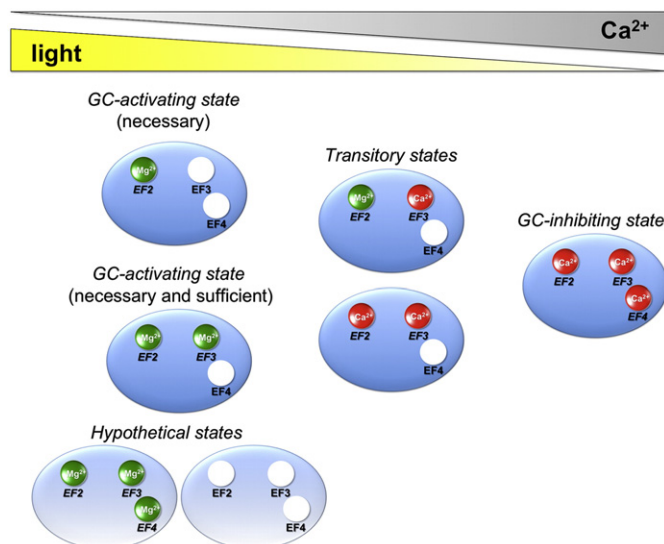 Ca²⁺
light
GC-activating state
(necessary)
Mg²⁺
EF2
EF3
EF4
Transitory states
Mg²⁺
Ca²⁺
EF2
EF3
EF4
GC-inhibiting state
Ca²⁺
Ca²⁺
EF2
EF3
Ca²⁺
EF4
GC-activating state
(necessary and sufficient)
Mg²⁺
Mg²⁺
EF2
EF3
EF4
Ca²⁺
Ca²⁺
EF2
EF3
EF4
Hypothetical states
Mg²⁺
Mg²⁺
EF2
EF3
Mg²⁺
EF4
EF2
EF3
EF4